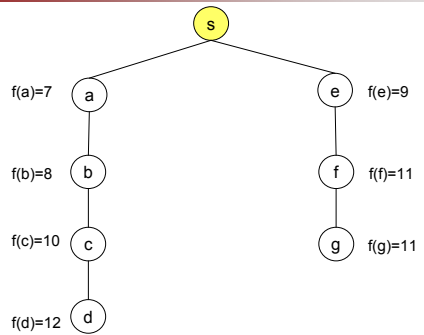 s
f(a)=7 a e f(e)=9
f(b)=8 b f f(f)=11
f(c)=10 c g f(g)=11
f(d)=12 d